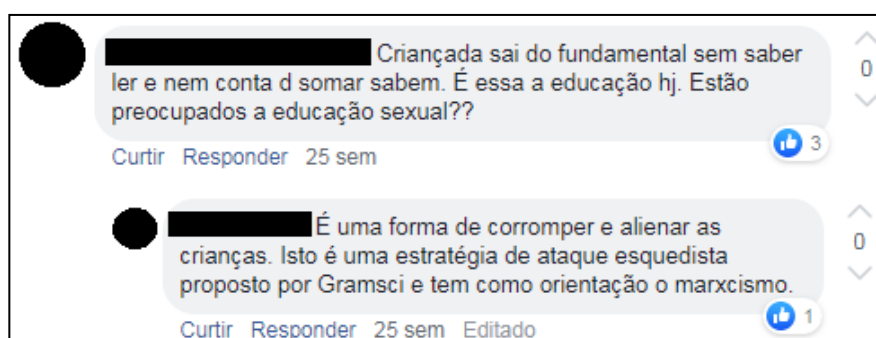 Criançada sai do fundamental sem saber
ler e nem conta d somar sabem. É essa a educação hj. Estão
preocupados a educação sexual??
0
3
Curtir Responder 25 sem
É uma forma de corromper e alienar as
crianças. Isto é uma estratégia de ataque esquedista
proposto por Gramsci e tem como orientação o marxcismo.
0
1
Curtir Responder 25 sem Editado